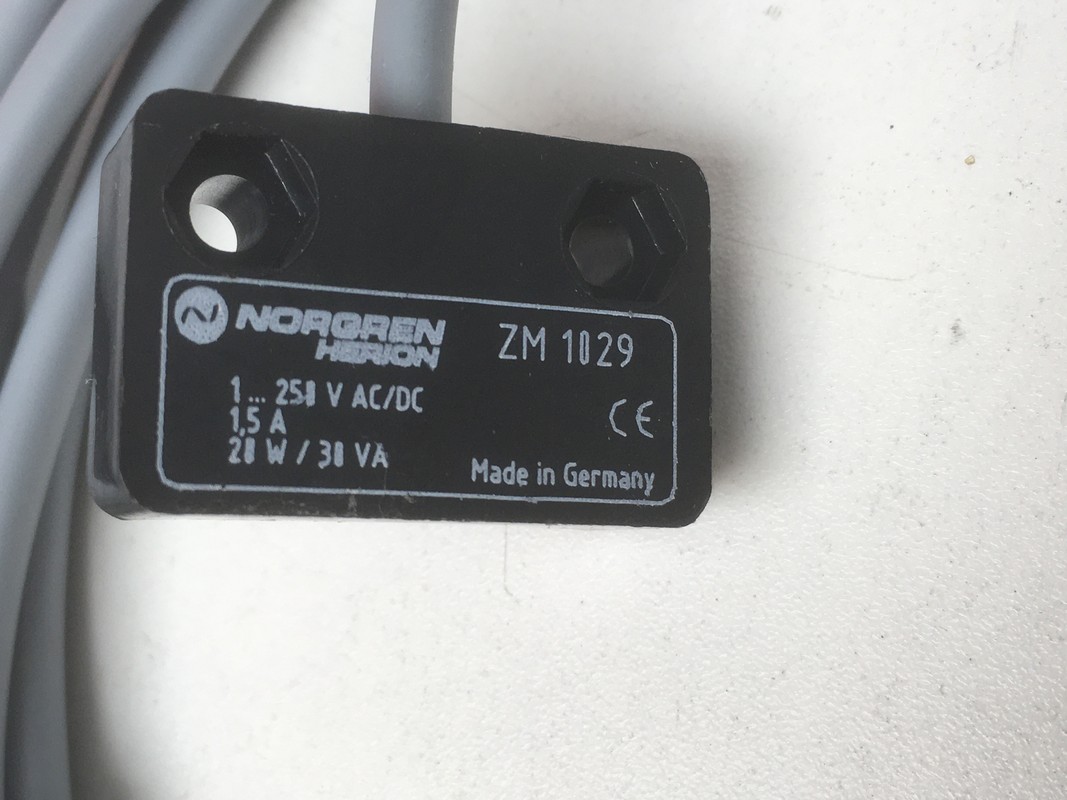 NORGREN
HERION
ZM 1029
1... 250 V AC/DC
1,5 A
20 W / 30 VA
CE
Made in Germany